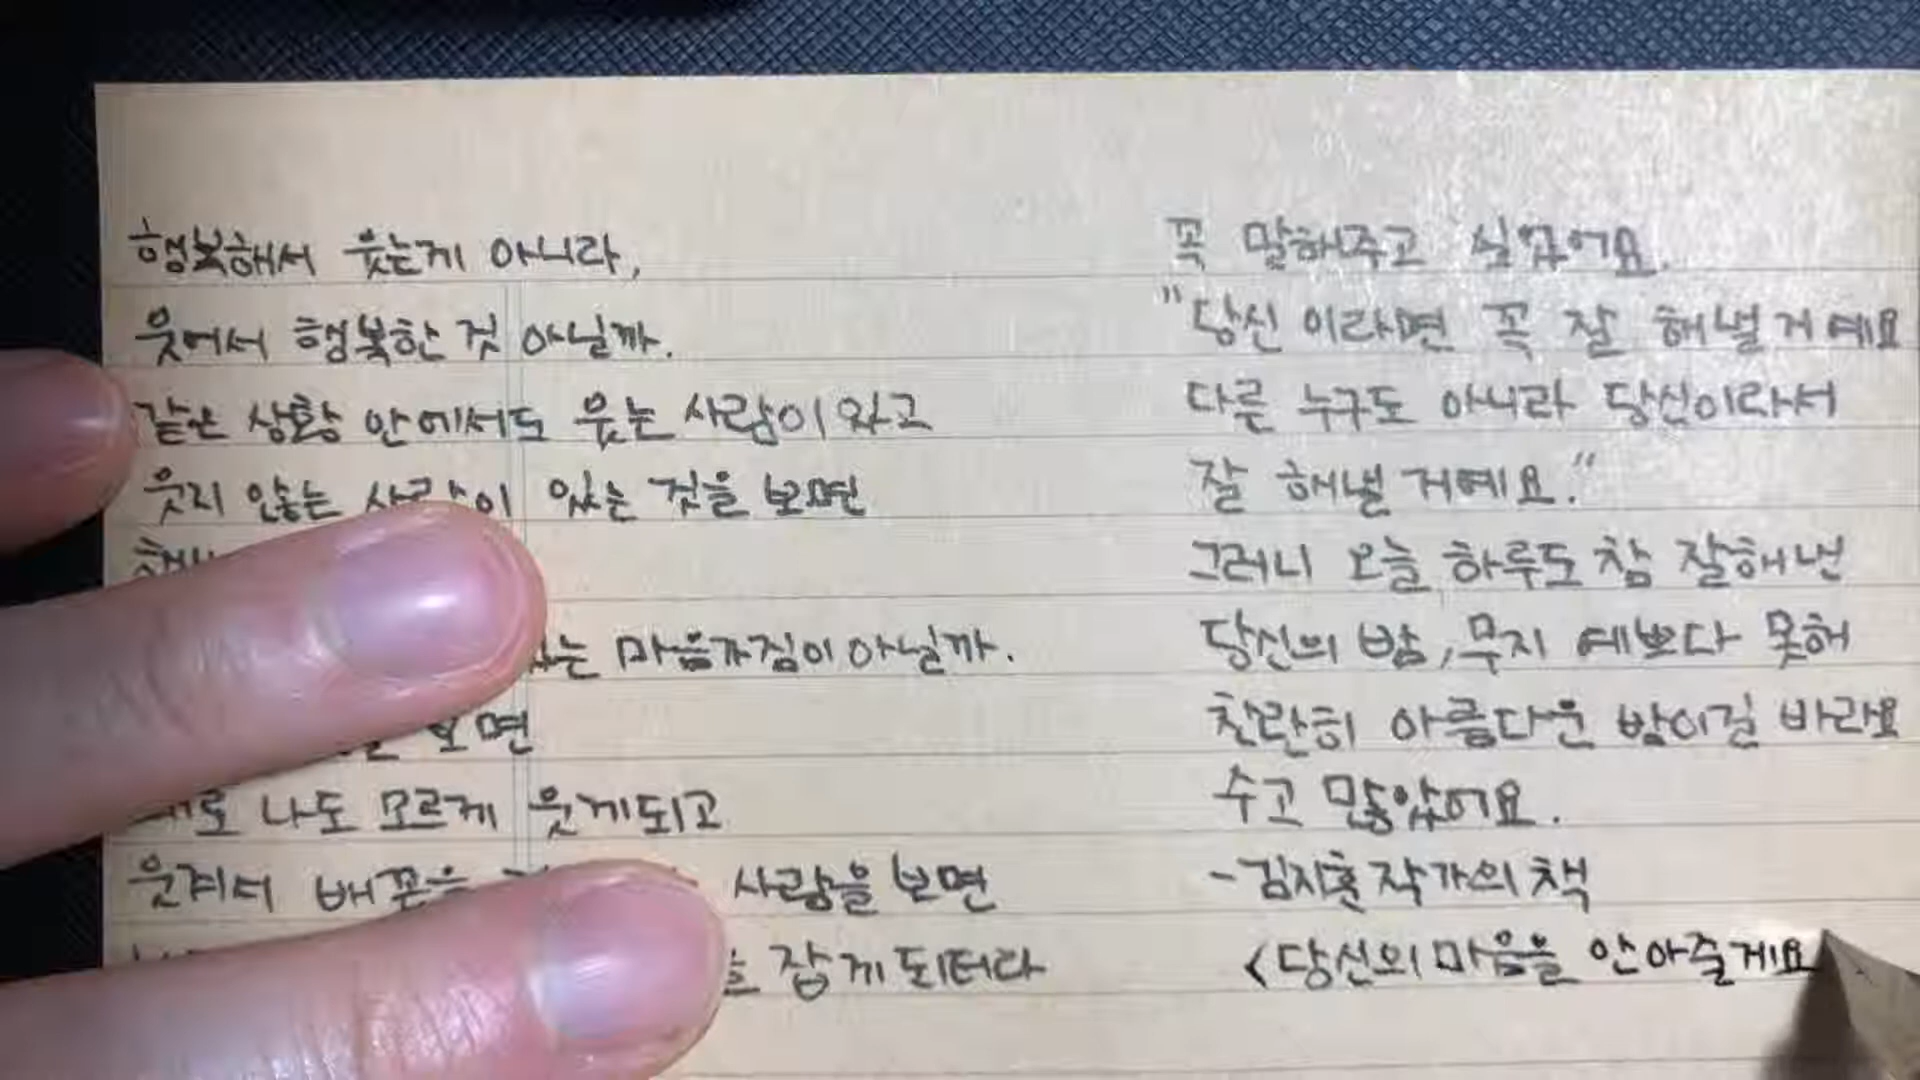 행복해서 웃는게 아니라,
웃어서 행복한 것 아닐까.
같은 상황 안에서도 웃는 사람이 있고
웃지 않는 사람이 있는 것을 보면
마음가짐이 아닐까.
보면
나도 모르게 웃게되고
웃겨서 배꼽을 사람을 보면
잡게 되더라
꼭 말해주고 싶었어요.
"당신이라면 꼭 잘 해낼거예요
다른 누구도 아니라 당신이라서
잘 해낼 거예요."
그러니 오늘 하루도 참 잘해낸
당신의 밤, 무지 예쁘다 못해
찬란히 아름다운 밤이길 바라요
수고 많았어요.
-김지훈 작가의 책
<당신의 마음을 안아줄게요